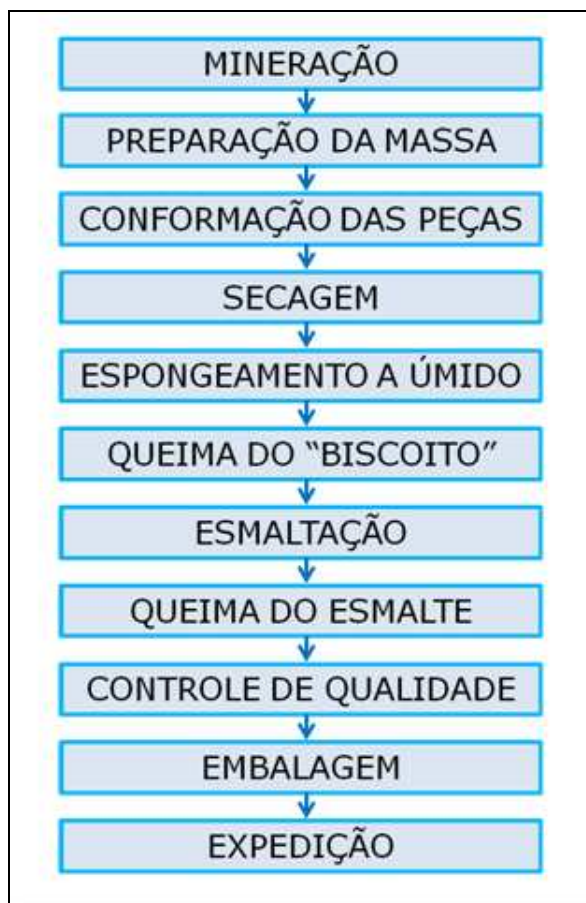 MINERAÇÃO
PREPARAÇÃO DA MASSA
CONFORMAÇÃO DAS PEÇAS
SECAGEM
ESPONGEAMENTO A ÚMIDO
QUEIMA DO “BISCOITO”
ESMALTAÇÃO
QUEIMA DO ESMALTE
CONTROLE DE QUALIDADE
EMBALAGEM
EXPEDIÇÃO